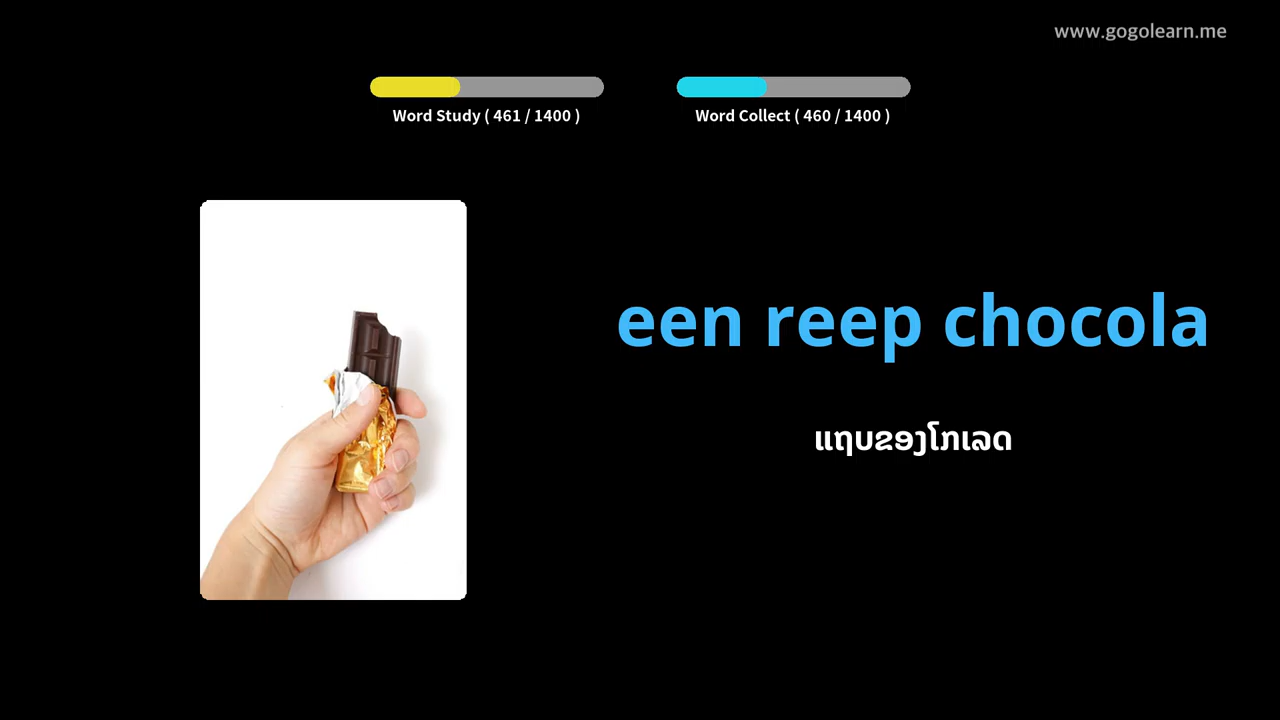 www.gogolearn.me
Word Study ( 461 / 1400 )
Word Collect ( 460 / 1400 )
een reep chocola
ແຖບຂອງໂກເລດ